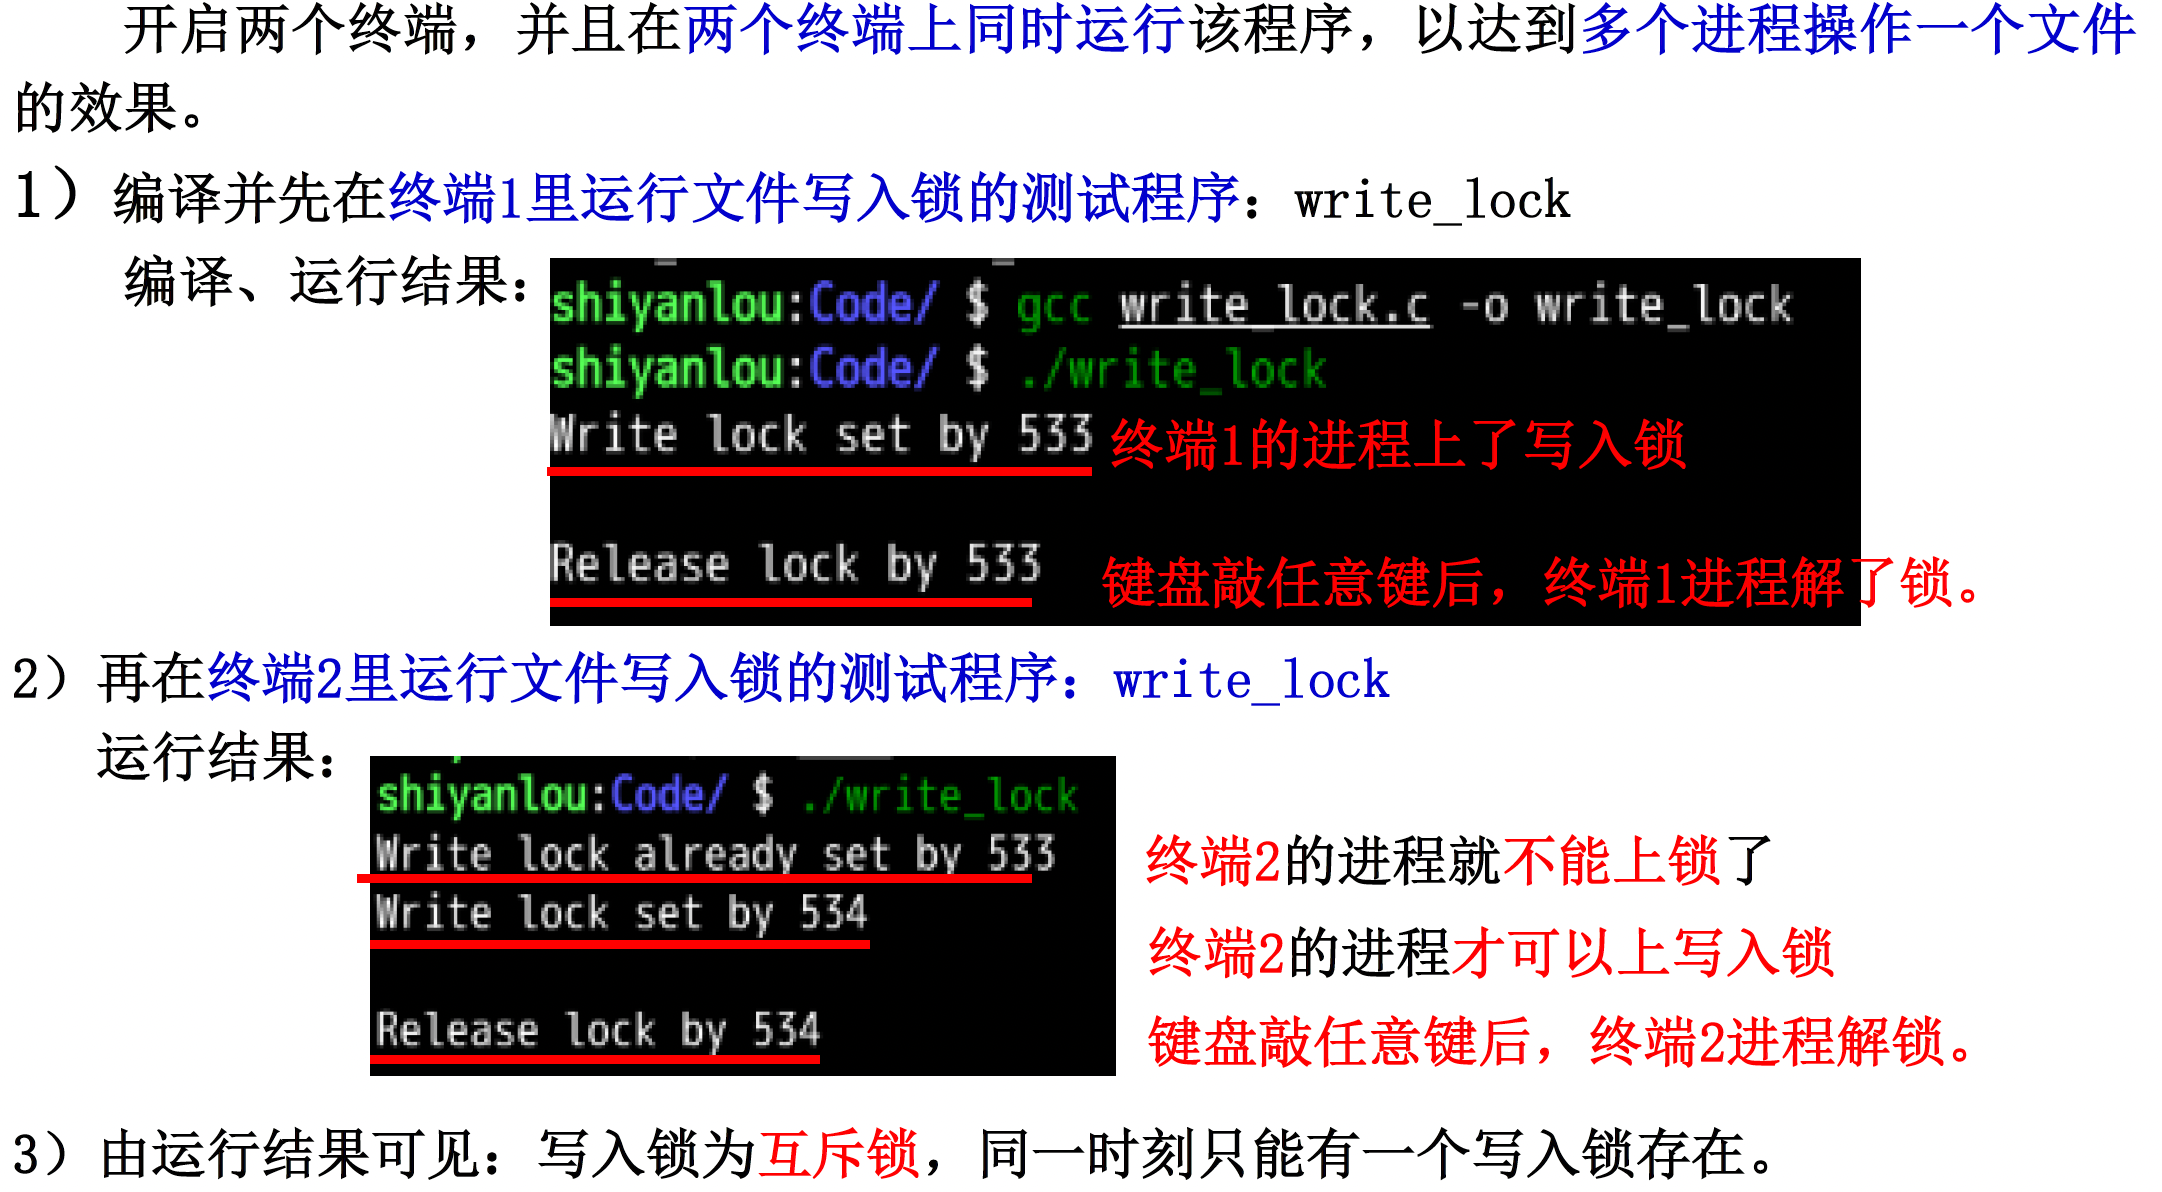 开启两个终端，并且在两个终端上同时运行该程序，以达到多个进程操作一个文件
的效果。
1）编译并先在终端1里运行文件写入锁的测试程序：write_lock
编译、运行结果：
shiyanlou:Code/ $ gcc write_lock.c -o write_lock
shiyanlou:Code/ $ ./write_lock
Write lock set by 533 终端1的进程上了写入锁
Release lock by 533 键盘敲任意键后，终端1进程解了锁。
2）再在终端2里运行文件写入锁的测试程序：write_lock
运行结果：
shiyanlou:Code/ $ ./write_lock
Write lock already set by 533 终端2的进程就不能上锁了
Write lock set by 534 终端2的进程才可以上写入锁
Release lock by 534 键盘敲任意键后，终端2进程解锁。
3）由运行结果可见：写入锁为互斥锁，同一时刻只能有一个写入锁存在。